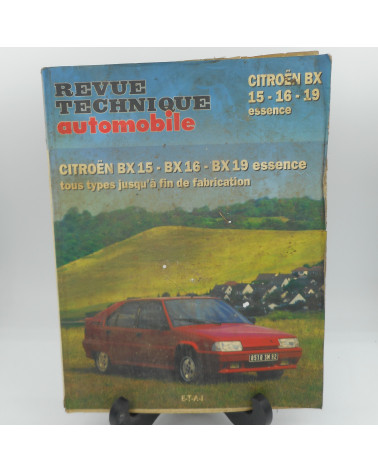 REVUE
TECHNIQUE
automobile
CITROËN BX
15 - 16 - 19
essence
CITROËN BX 15 - BX 16 - BX 19 essence
tous types jusqu'à fin de fabrication
E-T-A-I